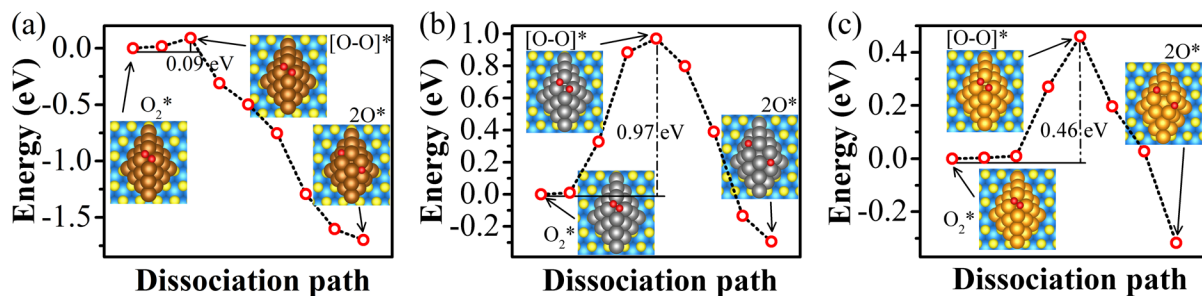 (a)
Energy (eV)
0.0
-0.5
-1.0
-1.5
[O-O]*
0.09 eV
O2*
2O*
Dissociation path
(b)
Energy (eV)
1.0
0.8
0.6
0.4
0.2
0.0
-0.2
[O-O]*
0.97 eV
2O*
O2*
Dissociation path
(c)
Energy (eV)
0.4
0.2
0.0
-0.2
[O-O]*
2O*
0.46 eV
O2*
Dissociation path